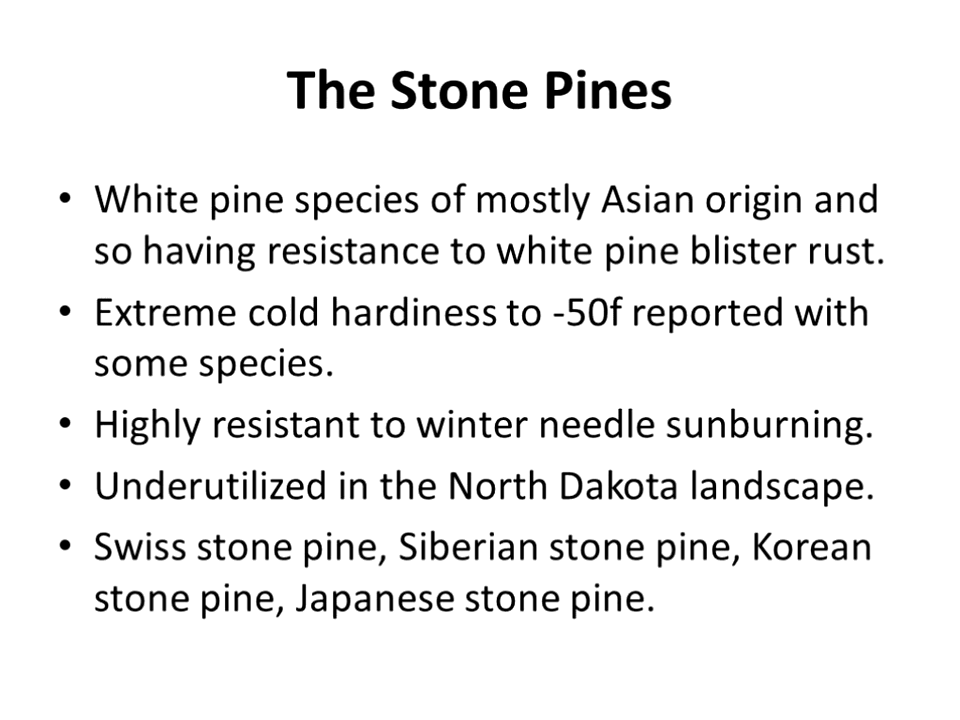 The Stone Pines
• White pine species of mostly Asian origin and
so having resistance to white pine blister rust.
• Extreme cold hardiness to -50f reported with
some species.
• Highly resistant to winter needle sunburning.
• Underutilized in the North Dakota landscape.
• Swiss stone pine, Siberian stone pine, Korean
stone pine, Japanese stone pine.